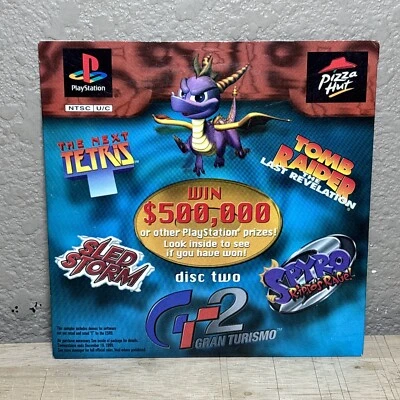 PlayStation
NTSC U/C
Pizza
Hut
THE NEXT
TETRIS
TOMB
RAIDER
THE
LAST REVELATION
WIN
$500,000
or other PlayStation prizes!
Look inside to see
if you have won!
SLED
STORM
disc two
SPYRO
Ripto's Rage!
GT2
GRAN TURISMO